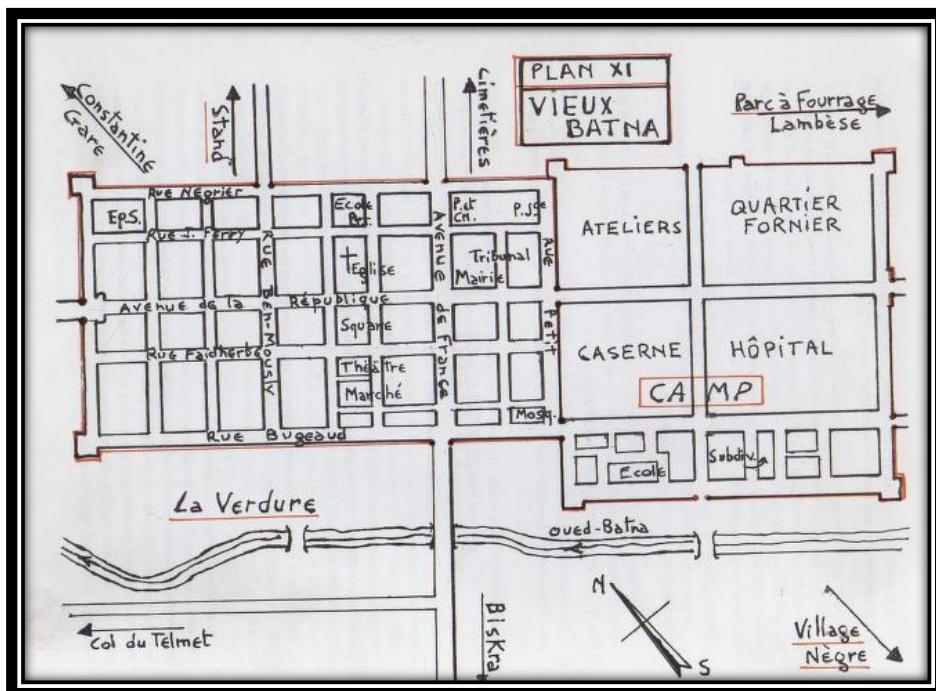 PLAN XI
VIEUX
BATNA
Constantine
Gare
Stand
Cimetières
Parc à Fourrage
Lambèse
Rue Négrier
Ep.S.
Ecole
P. et
CH.
P. Sce
Rue J. Ferry
Eglise
Tribunal
Mairie
Avenue de la République
Rue Ben-Mously
Avenue de France
Rue Petit
Square
Rue Faidherbe
Théâtre
Marché
Mosq.
Rue Bugeaud
ATELIERS
QUARTIER
FORNIER
CASERNE
HÔPITAL
CAMP
Ecole
Subdiv.
La Verdure
Oued-Batna
Biskra
Col du Telmet
N
S
Village
Nègre